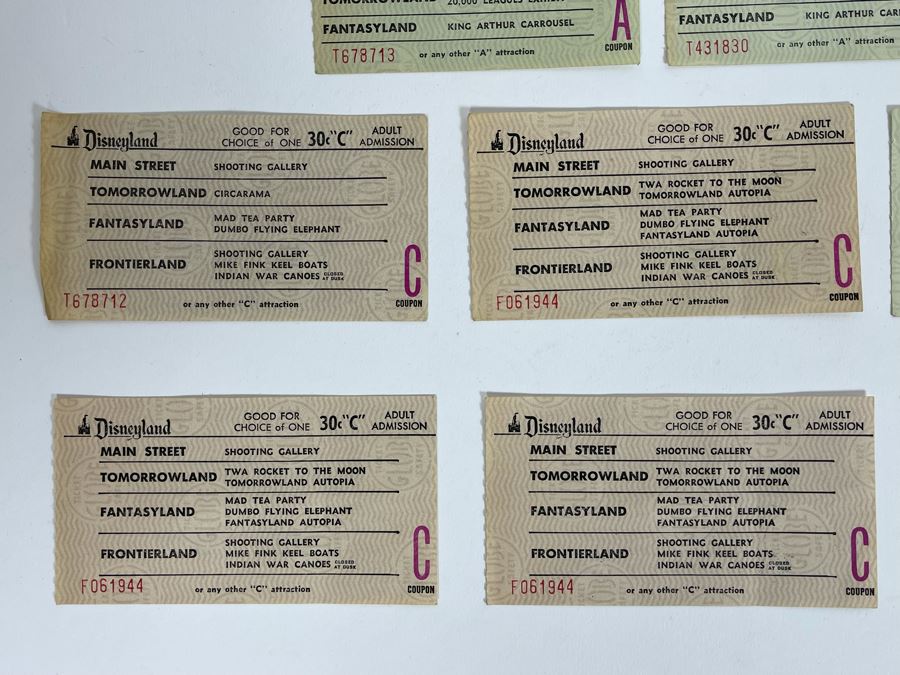 TOMORROWLAND 20,000 LEAGUES EXHIBIT
FANTASYLAND KING ARTHUR CARROUSEL
A
COUPON
T678713 or any other "A" attraction
FANTASYLAND KING ARTHUR CAR
T431830 or any other "A" attraction
Disneyland GOOD FOR CHOICE of ONE 30c "C" ADULT ADMISSION
MAIN STREET SHOOTING GALLERY
TOMORROWLAND CIRCARAMA
FANTASYLAND MAD TEA PARTY
DUMBO FLYING ELEPHANT
FRONTIERLAND SHOOTING GALLERY
MIKE FINK KEEL BOATS
INDIAN WAR CANOES CLOSED AT DUSK
C
COUPON
T678712 or any other "C" attraction
Disneyland GOOD FOR CHOICE of ONE 30c "C" ADULT ADMISSION
MAIN STREET SHOOTING GALLERY
TOMORROWLAND TWA ROCKET TO THE MOON
TOMORROWLAND AUTOPIA
FANTASYLAND MAD TEA PARTY
DUMBO FLYING ELEPHANT
FANTASYLAND AUTOPIA
FRONTIERLAND SHOOTING GALLERY
MIKE FINK KEEL BOATS
INDIAN WAR CANOES CLOSED AT DUSK
C
COUPON
F061944 or any other "C" attraction
Disneyland GOOD FOR CHOICE of ONE 30c "C" ADULT ADMISSION
MAIN STREET SHOOTING GALLERY
TOMORROWLAND TWA ROCKET TO THE MOON
TOMORROWLAND AUTOPIA
FANTASYLAND MAD TEA PARTY
DUMBO FLYING ELEPHANT
FANTASYLAND AUTOPIA
FRONTIERLAND SHOOTING GALLERY
MIKE FINK KEEL BOATS
INDIAN WAR CANOES CLOSED AT DUSK
C
COUPON
F061944 or any other "C" attraction
Disneyland GOOD FOR CHOICE of ONE 30c "C" ADULT ADMISSION
MAIN STREET SHOOTING GALLERY
TOMORROWLAND TWA ROCKET TO THE MOON
TOMORROWLAND AUTOPIA
FANTASYLAND MAD TEA PARTY
DUMBO FLYING ELEPHANT
FANTASYLAND AUTOPIA
FRONTIERLAND SHOOTING GALLERY
MIKE FINK KEEL BOATS
INDIAN WAR CANOES CLOSED AT DUSK
C
COUPON
F061944 or any other "C" attraction